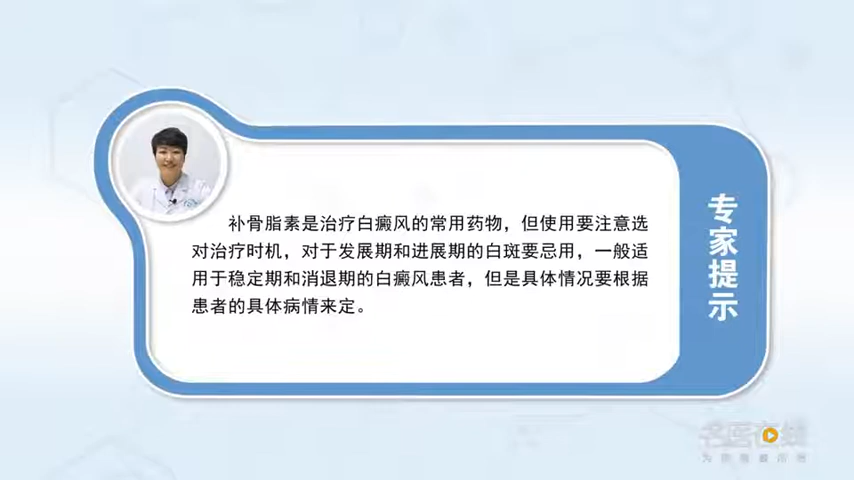 补骨脂素是治疗白癜风的常用药物，但使用要注意选
对治疗时机，对于发展期和进展期的白斑要忌用，一般适
用于稳定期和消退期的白癜风患者，但是具体情况要根据
患者的具体病情来定。
专家提示
名医在线